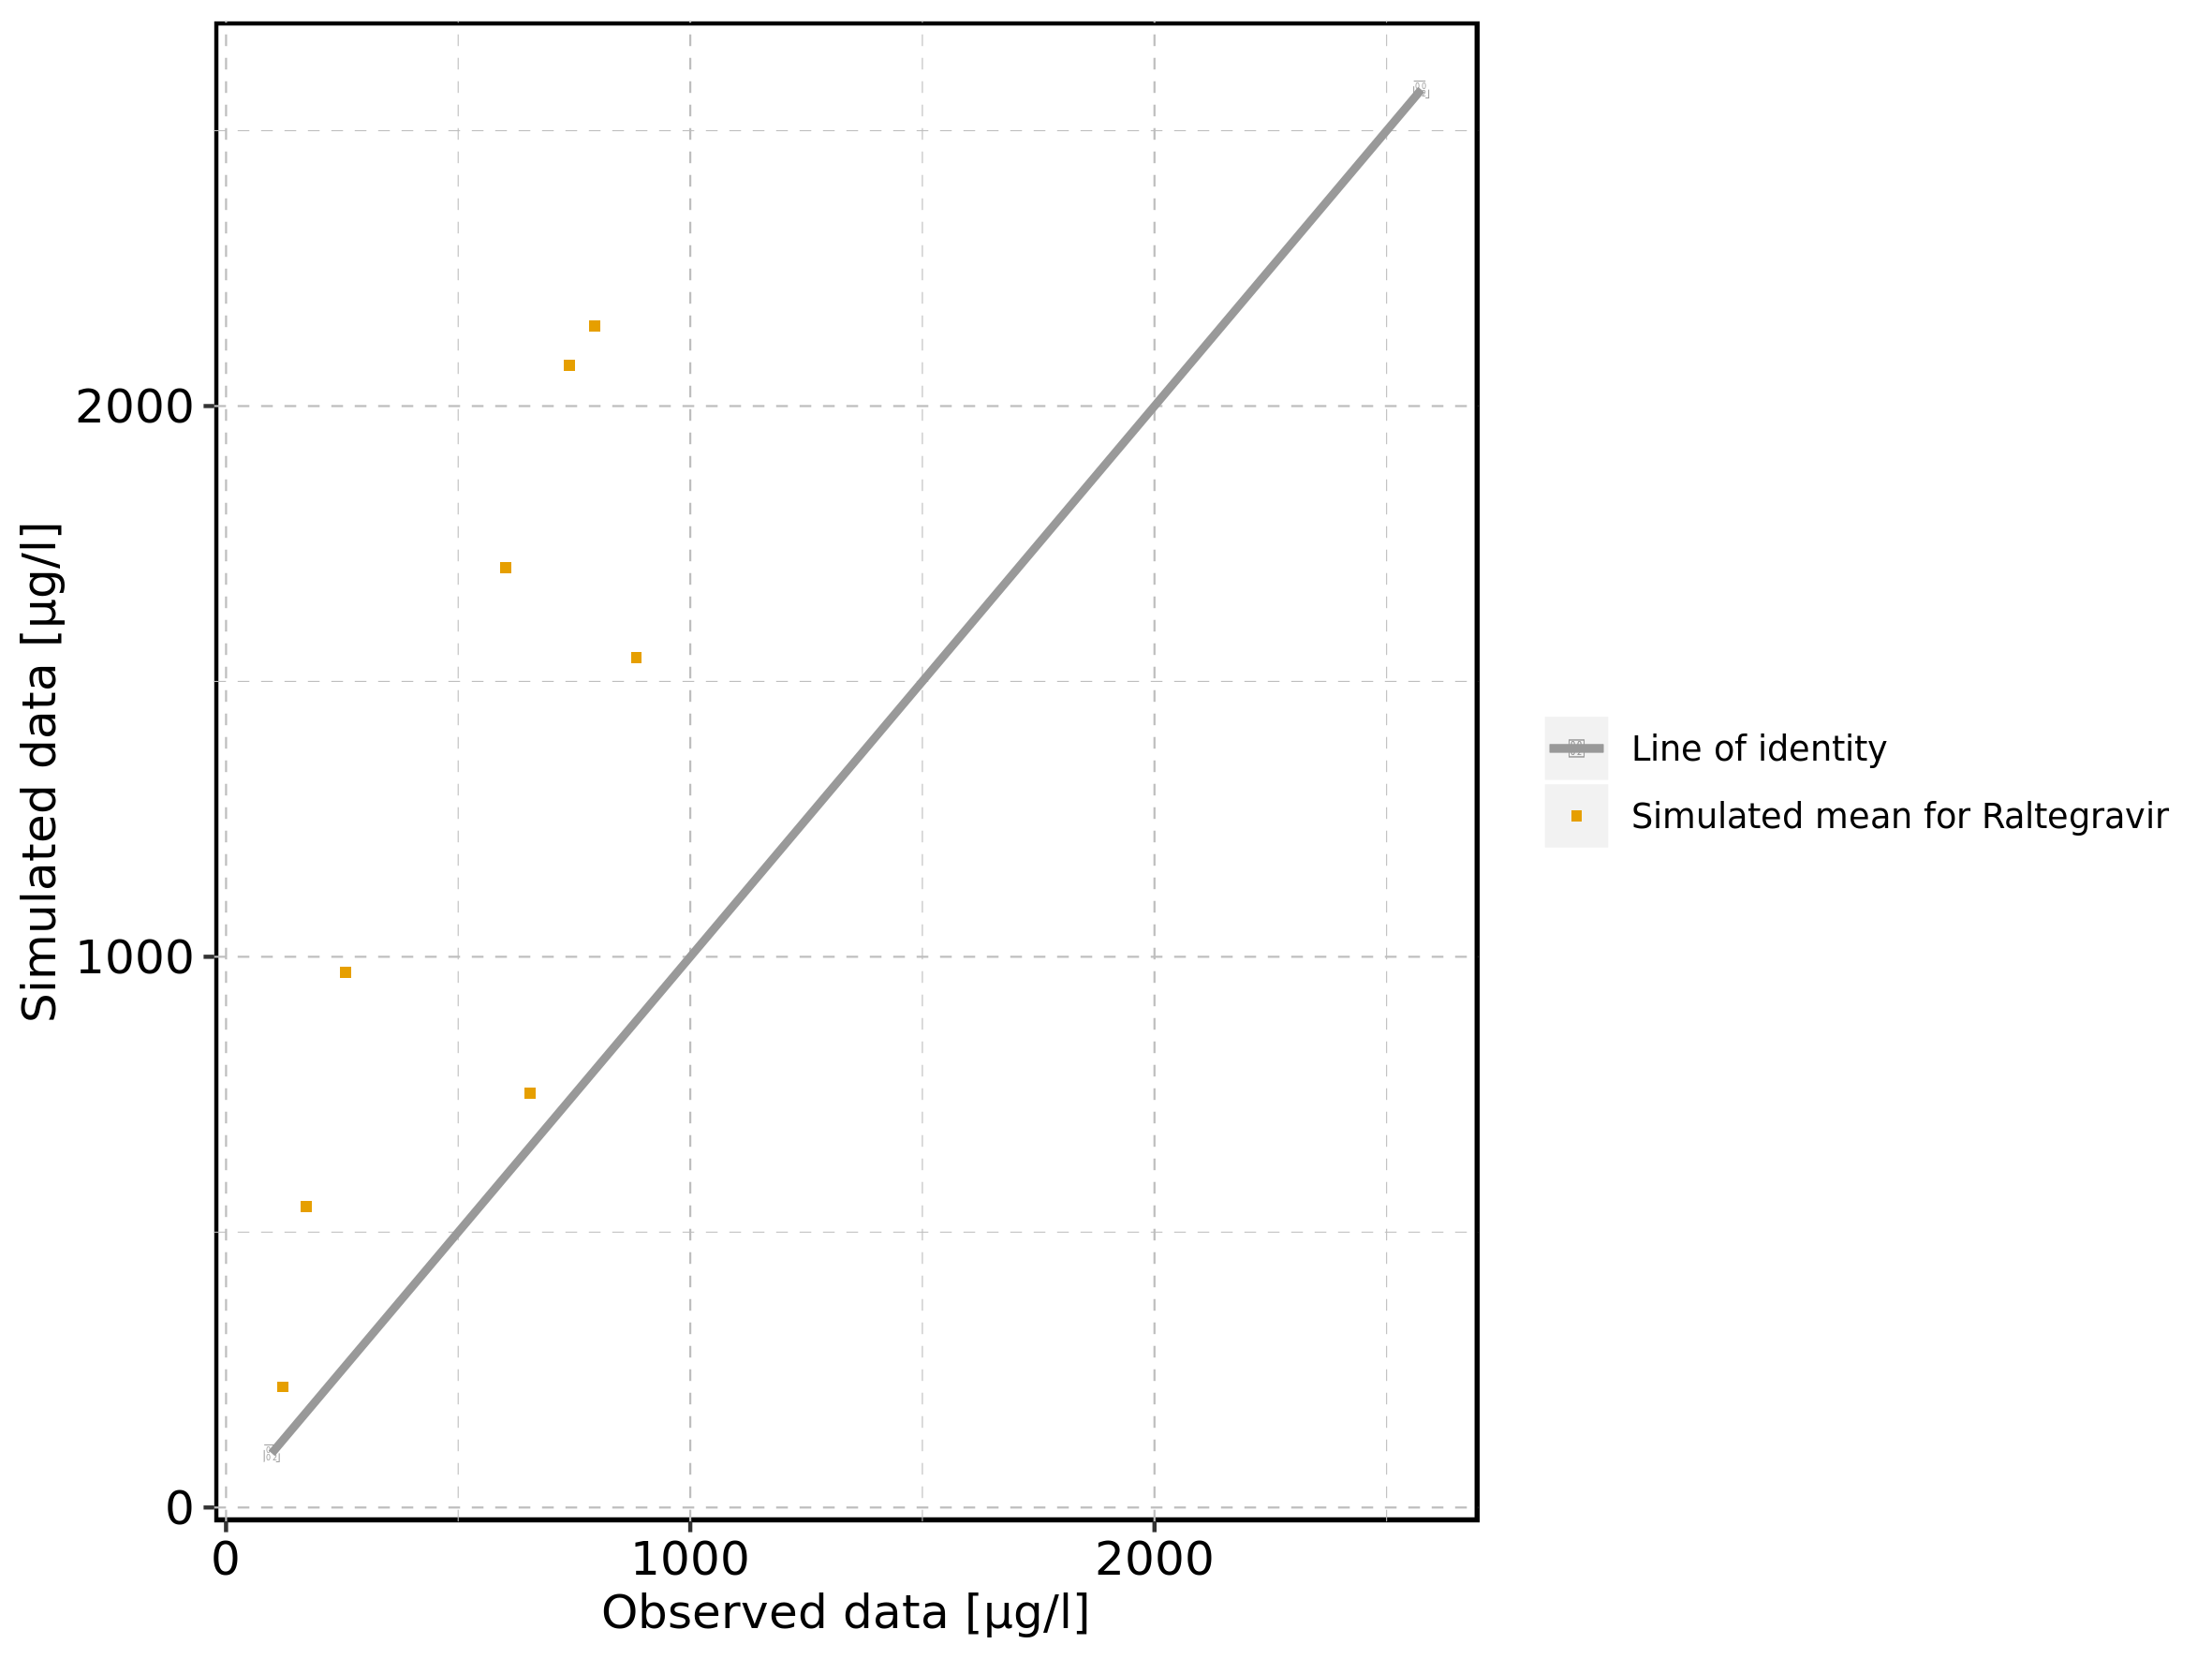 Simulated data [µg/l]
2000
1000
0
0 1000 2000
Observed data [µg/l]
Line of identity
Simulated mean for Raltegravir